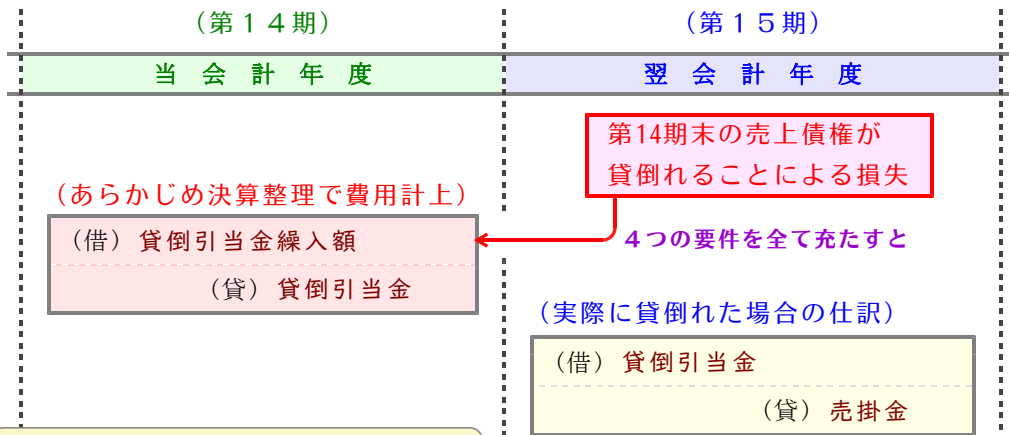 (第14期)
(第15期)
当会計年度
翌会計年度
第14期末の売上債権が
貸倒れることによる損失
(あらかじめ決算整理で費用計上)
(借) 貸倒引当金繰入額
(貸) 貸倒引当金
4つの要件を全て充たすと
(実際に貸倒れた場合の仕訳)
(借) 貸倒引当金
(貸) 売掛金